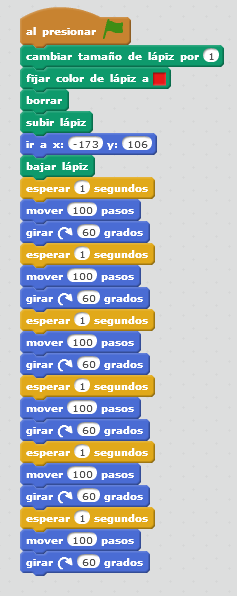 al presionar
cambiar tamaño de lápiz por 1
fijar color de lápiz a
borrar
subir lápiz
ir a x: -173 y: 106
bajar lápiz
esperar 1 segundos
mover 100 pasos
girar 60 grados
esperar 1 segundos
mover 100 pasos
girar 60 grados
esperar 1 segundos
mover 100 pasos
girar 60 grados
esperar 1 segundos
mover 100 pasos
girar 60 grados
esperar 1 segundos
mover 100 pasos
girar 60 grados
esperar 1 segundos
mover 100 pasos
girar 60 grados